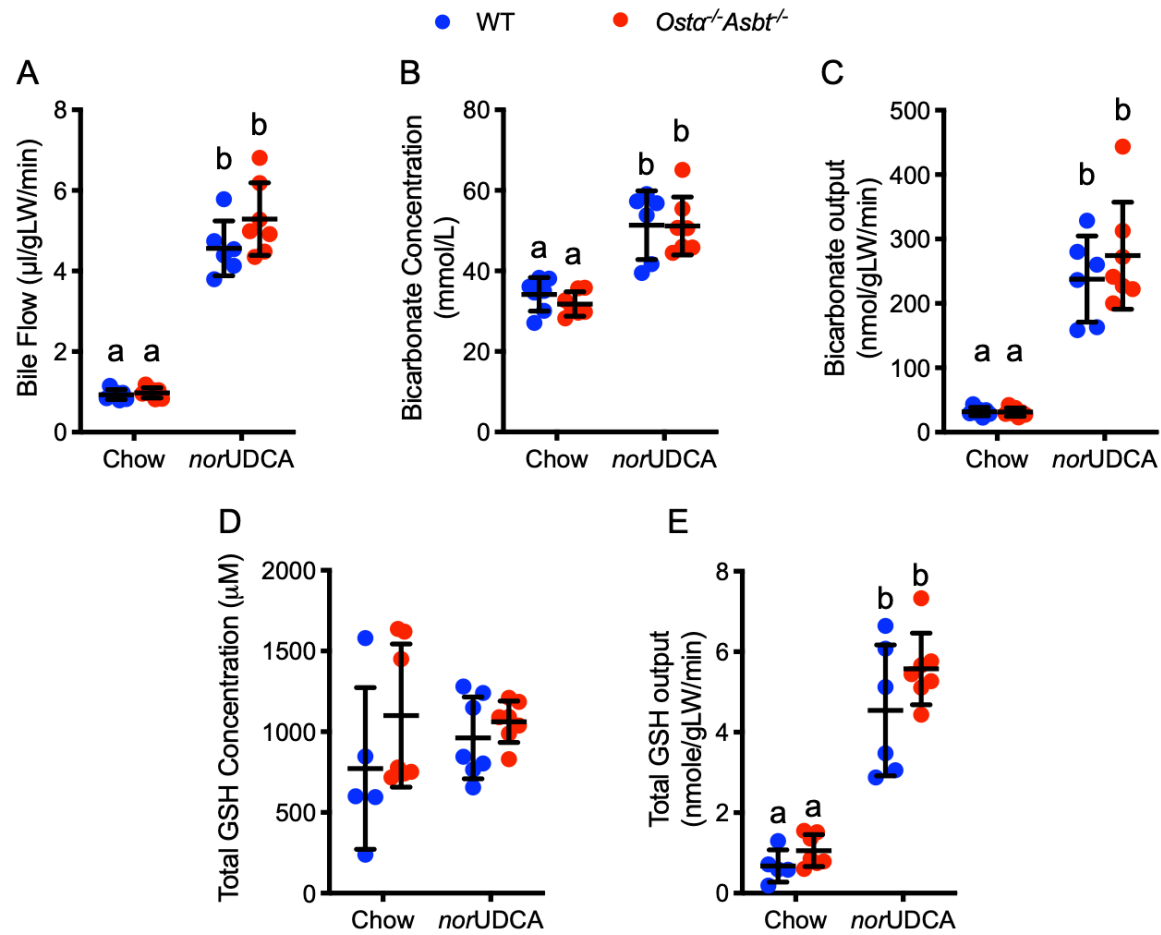 WT
Ostα-/-Asbt-/-
A
Bile Flow (μl/gLW/min)
8
6
4
2
0
a
a
b
b
Chow
norUDCA
B
Bicarbonate Concentration
(mmol/L)
80
60
40
20
0
a
a
b
b
Chow
norUDCA
C
Bicarbonate output
(nmol/gLW/min)
500
400
300
200
100
0
a
a
b
b
Chow
norUDCA
D
Total GSH Concentration (μM)
2000
1500
1000
500
0
Chow
norUDCA
E
Total GSH output
(nmole/gLW/min)
8
6
4
2
0
a
a
b
b
Chow
norUDCA